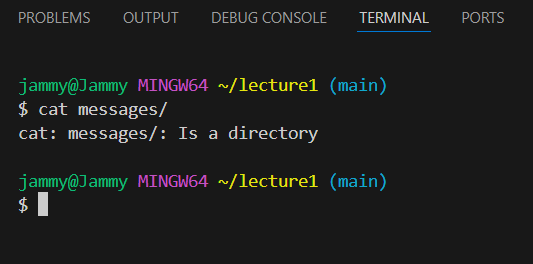 PROBLEMS OUTPUT DEBUG CONSOLE TERMINAL PORTS
jammy@Jammy MINGW64 ~/lecture1 (main)
$ cat messages/
cat: messages/: Is a directory
jammy@Jammy MINGW64 ~/lecture1 (main)
$